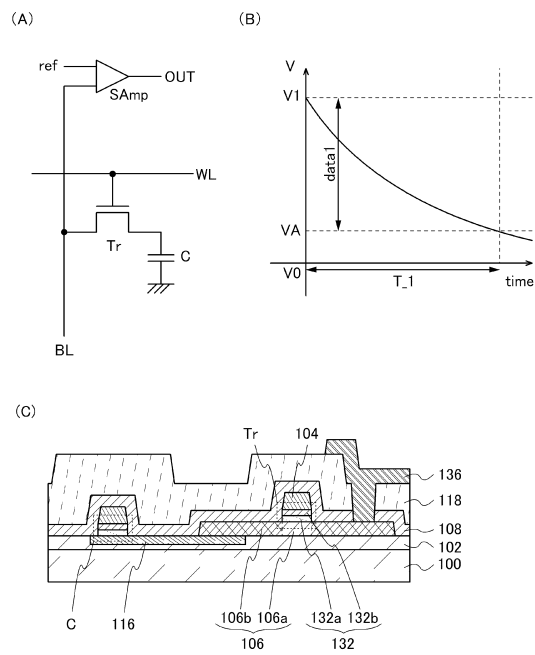 (A)
ref
OUT
SAmp
WL
Tr
C
BL
(B)
V
V1
data1
VA
V0
T_1
time
(C)
Tr
104
136
118
108
102
100
C
116
106b 106a
106
132a 132b
132